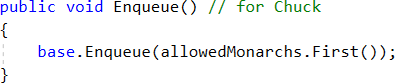 public void Enqueue() // for Chuck
{
    base.Enqueue(allowedMonarchs.First());
}